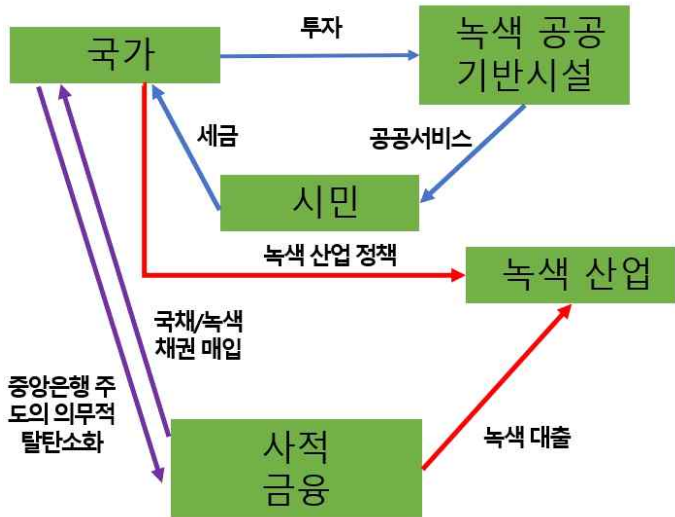 투자
국가
녹색 공공
기반시설
세금
공공서비스
시민
녹색 산업 정책
녹색 산업
국채/녹색
채권 매입
중앙은행 주
도의 의무적
탈탄소화
사적
금융
녹색 대출